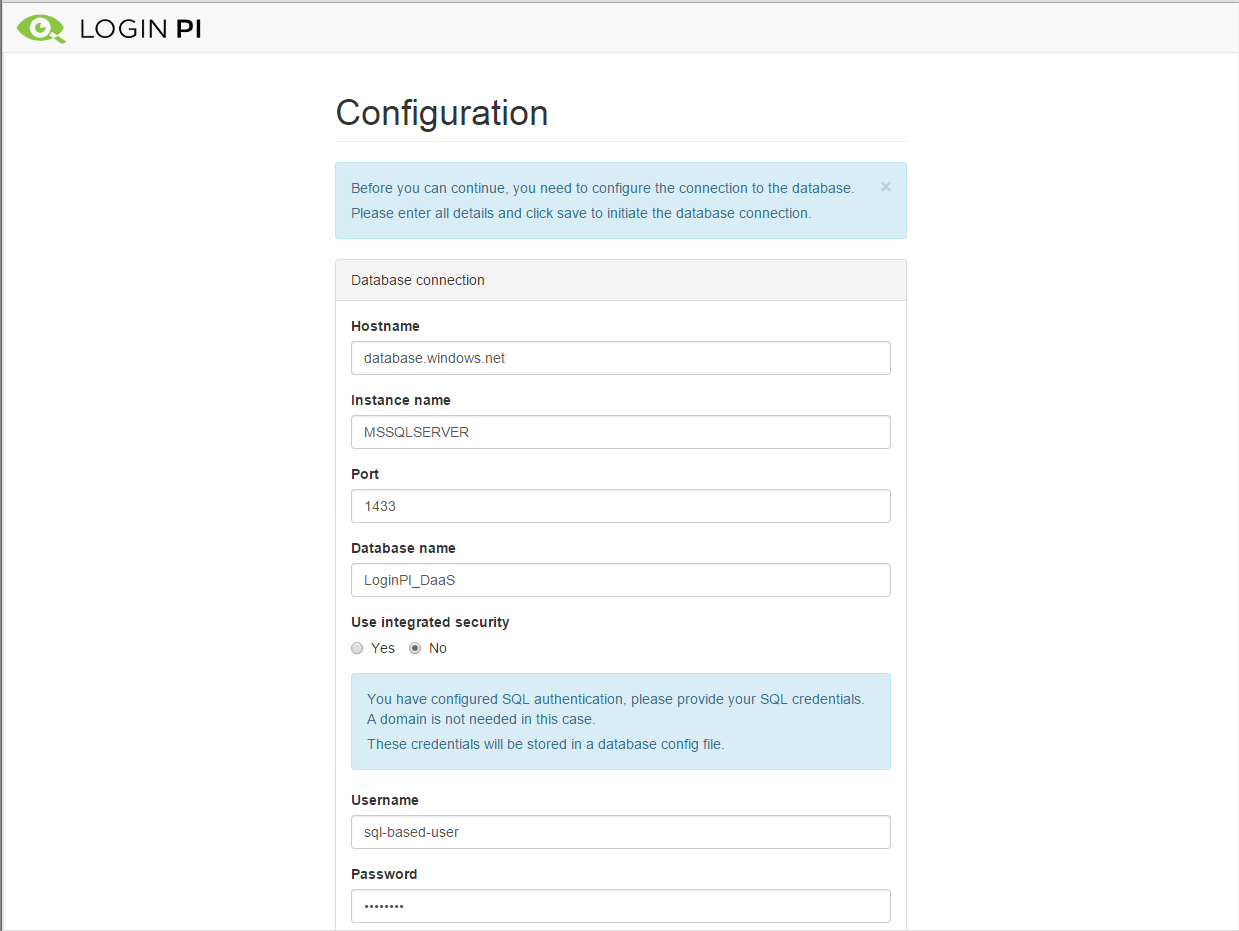 LOGIN PI
Configuration
Before you can continue, you need to configure the connection to the database.
×
Please enter all details and click save to initiate the database connection.
Database connection
Hostname
database.windows.net
Instance name
MSSQLSERVER
Port
1433
Database name
LoginPI_DaaS
Use integrated security
Yes No
You have configured SQL authentication, please provide your SQL credentials.
A domain is not needed in this case.
These credentials will be stored in a database config file.
Username
sql-based-user
Password
••••••••